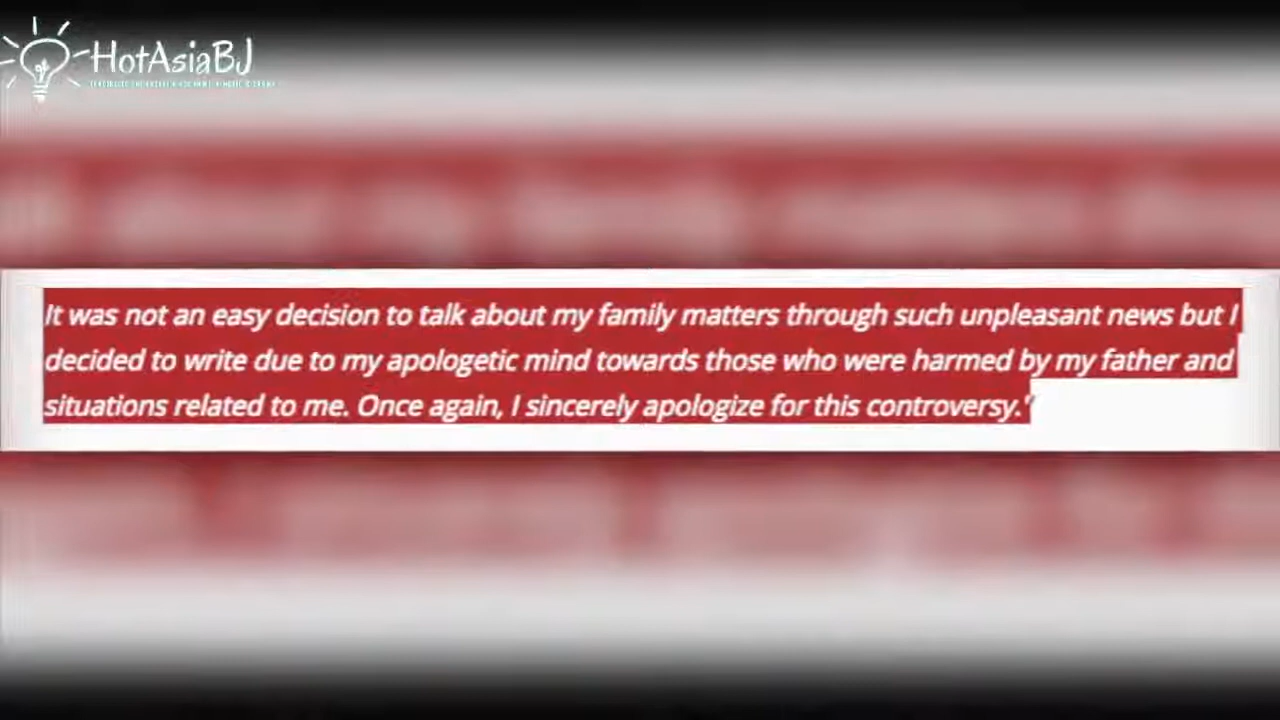 HotAsiaBJ
It was not an easy decision to talk about my family matters through such unpleasant news but I
decided to write due to my apologetic mind towards those who were harmed by my father and
situations related to me. Once again, I sincerely apologize for this controversy."